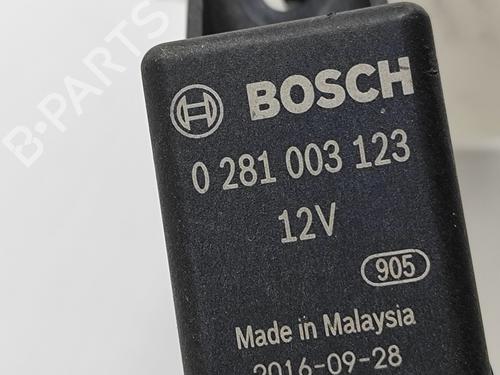 B-PARTS
BOSCH
0 281 003 123
12V
905
Made in Malaysia
2016-09-28